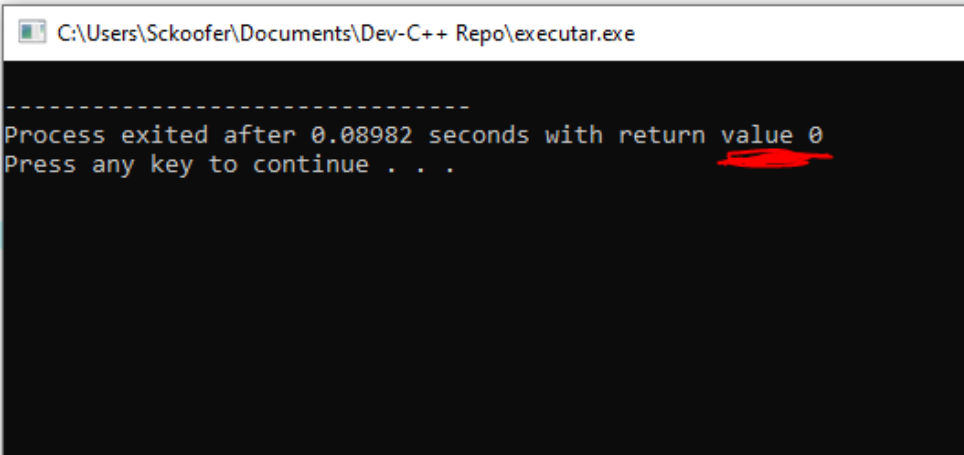 C:\Users\Sckoofer\Documents\Dev-C++ Repo\executar.exe
--------------------------------
Process exited after 0.08982 seconds with return value 0
Press any key to continue . . .